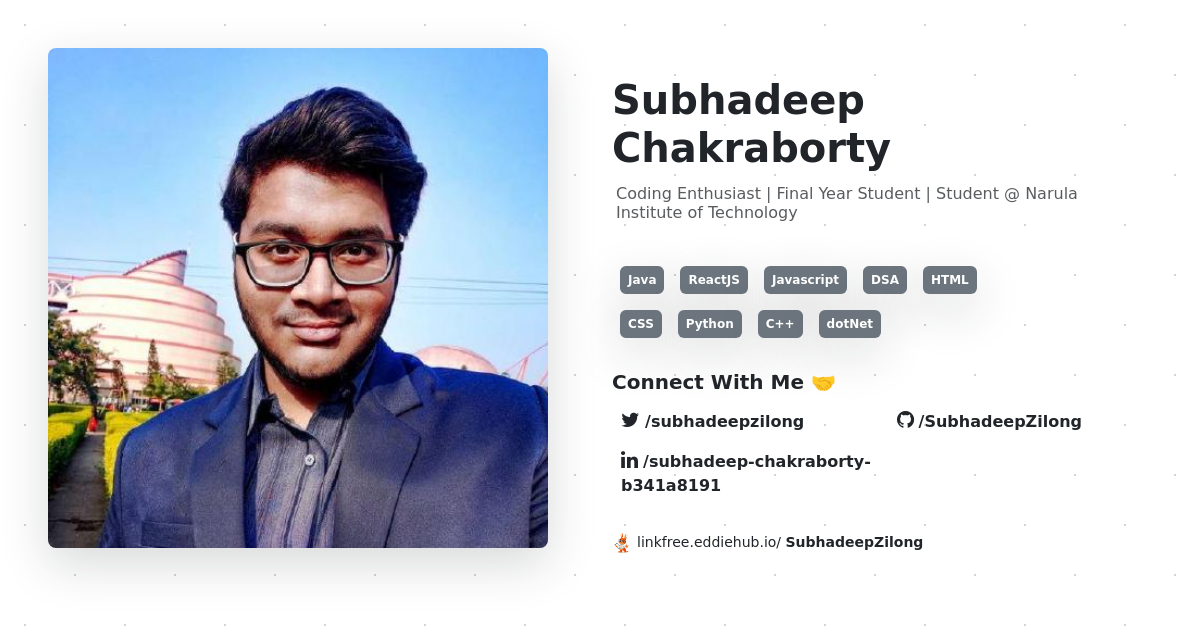 Subhadeep
Chakraborty
Coding Enthusiast | Final Year Student | Student @ Narula
Institute of Technology
Java ReactJS Javascript DSA HTML
CSS Python C++ dotNet
Connect With Me 🤝
/subhadeepzilong /SubhadeepZilong
in /subhadeep-chakraborty-
b341a8191
linkfree.eddiehub.io/ SubhadeepZilong